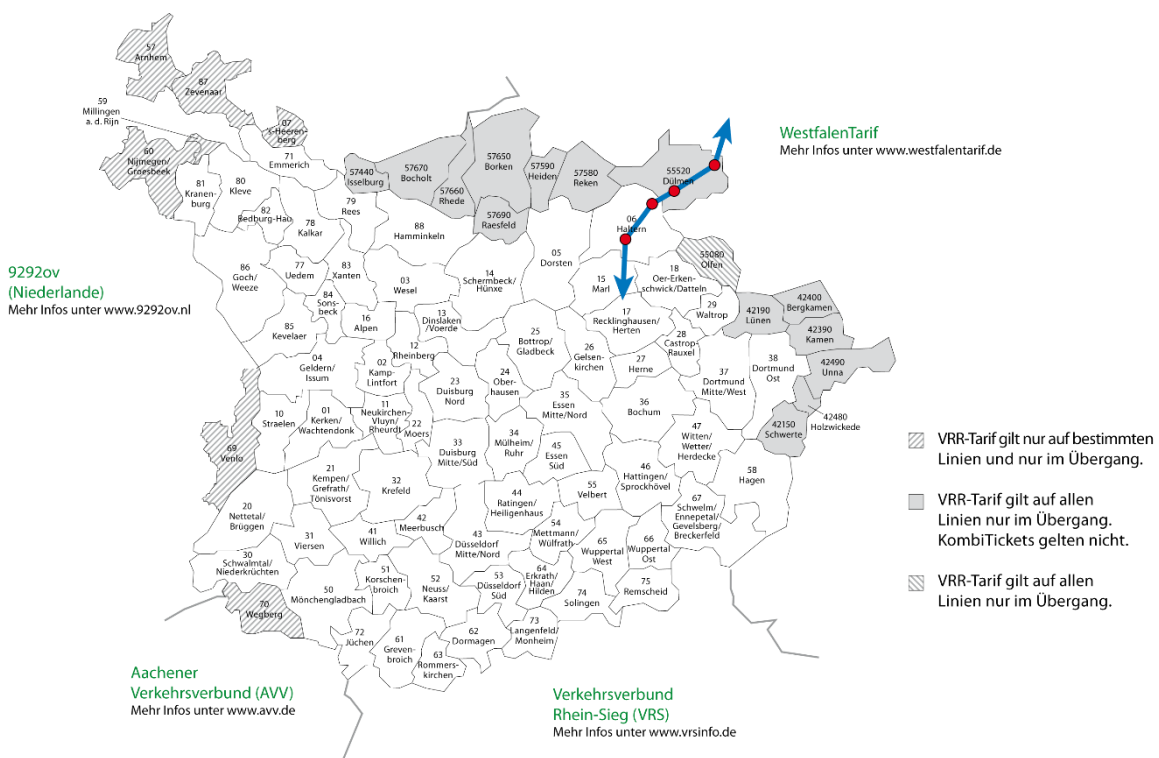 57
Arnhem
87
Zevenaar
59
Millingen
a. d. Rijn
07
's-Heeren-
berg
60
Nijmegen/
Groesbeek
71
Emmerich
81
Kranen-
burg
80
Kleve
82
Bedburg-Hau
78
Kalkar
79
Rees
57440
Isselburg
57670
Bocholt
57660
Rhede
57650
Borken
57590
Heiden
57580
Reken
57690
Raesfeld
55520
Dülmen
WestfalenTarif
Mehr Infos unter www.westfalentarif.de
88
Hamminkeln
06
Haltern
55080
Olfen
05
Dorsten
9292ov
(Niederlande)
Mehr Infos unter www.9292ov.nl
86
Goch/
Weeze
77
Uedem
83
Xanten
84
Sons-
beck
03
Wesel
14
Schermbeck/
Hünxe
15
Marl
18
Oer-Erken-
schwick/Datteln
29
Waltrop
42190
Lünen
42400
Bergkamen
42390
Kamen
42490
Unna
42480
Holzwickede
42150
Schwerte
85
Kevelaer
16
Alpen
13
Dinslaken
/Voerde
17
Recklinghausen/
Herten
28
Castrop-
Rauxel
25
Bottrop/
Gladbeck
26
Gelsen-
kirchen
27
Herne
38
Dortmund
Ost
37
Dortmund
Mitte/West
04
Geldern/
Issum
02
Kamp-
Lintfort
12
Rheinberg
23
Duisburg
Nord
24
Ober-
hausen
35
Essen
Mitte/Nord
36
Bochum
10
Straelen
01
Kerken/
Wachtendonk
11
Neukirchen-
Vluyn/
Rheurdt
22
Moers
33
Duisburg
Mitte/Süd
34
Mülheim/
Ruhr
45
Essen
Süd
47
Witten/
Wetter/
Herdecke
69
Venlo
21
Kempen/
Grefrath/
Tönisvorst
32
Krefeld
46
Hattingen/
Sprockhövel
58
Hagen
44
Ratingen/
Heiligenhaus
55
Velbert
67
Schwelm/
Ennepetal/
Gevelsberg/
Breckerfeld
20
Nettetal/
Brüggen
31
Viersen
41
Willich
42
Meerbusch
43
Düsseldorf
Mitte/Nord
54
Mettmann/
Wülfrath
65
Wuppertal
West
66
Wuppertal
Ost
30
Schwalmtal/
Niederkrüchten
50
Mönchengladbach
51
Korschen-
broich
52
Neuss/
Kaarst
53
Düsseldorf
Süd
64
Erkrath/
Haan/
Hilden
74
Solingen
75
Remscheid
70
Wegberg
72
Jüchen
61
Greven-
broich
63
Rommers-
kirchen
62
Dormagen
73
Langenfeld/
Monheim
VRR-Tarif gilt nur auf bestimmten
Linien und nur im Übergang.
VRR-Tarif gilt auf allen
Linien nur im Übergang.
KombiTickets gelten nicht.
VRR-Tarif gilt auf allen
Linien nur im Übergang.
Aachener
Verkehrsverbund (AVV)
Mehr Infos unter www.avv.de
Verkehrsverbund
Rhein-Sieg (VRS)
Mehr Infos unter www.vrsinfo.de